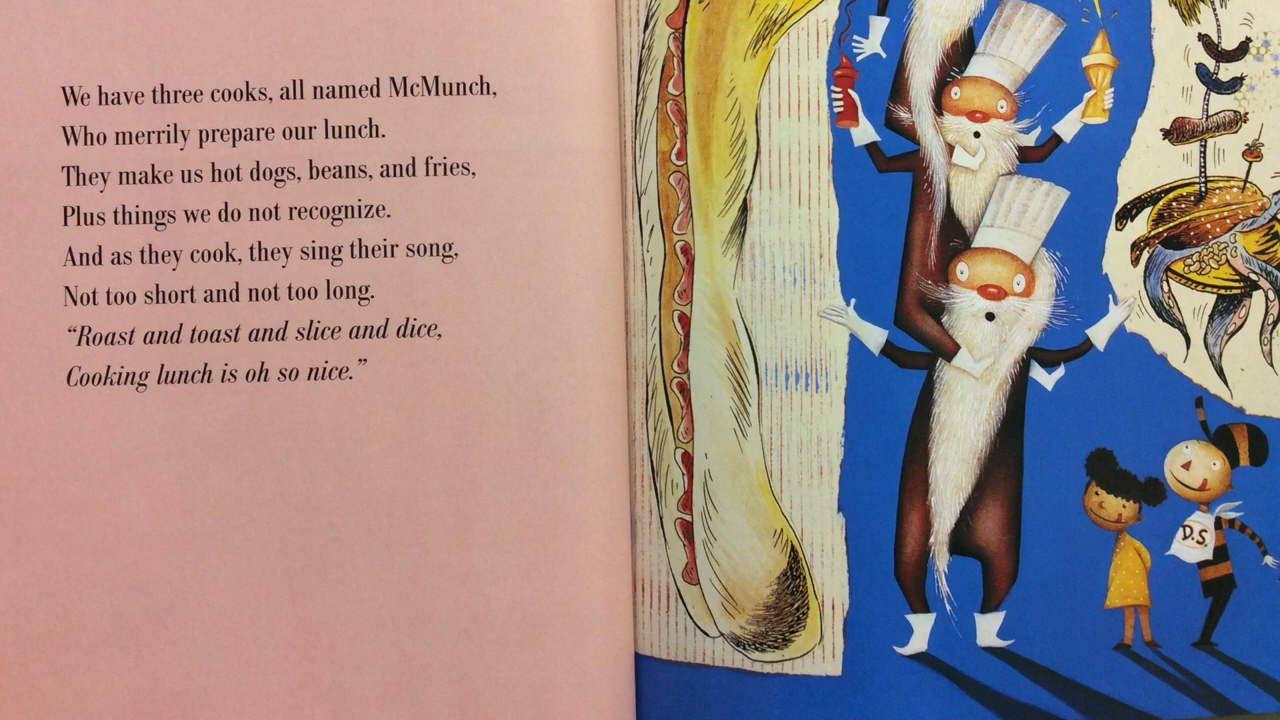 We have three cooks, all named McMunch,
Who merrily prepare our lunch.
They make us hot dogs, beans, and fries,
Plus things we do not recognize.
And as they cook, they sing their song,
Not too short and not too long.
“Roast and toast and slice and dice,
Cooking lunch is oh so nice.”
D.S.